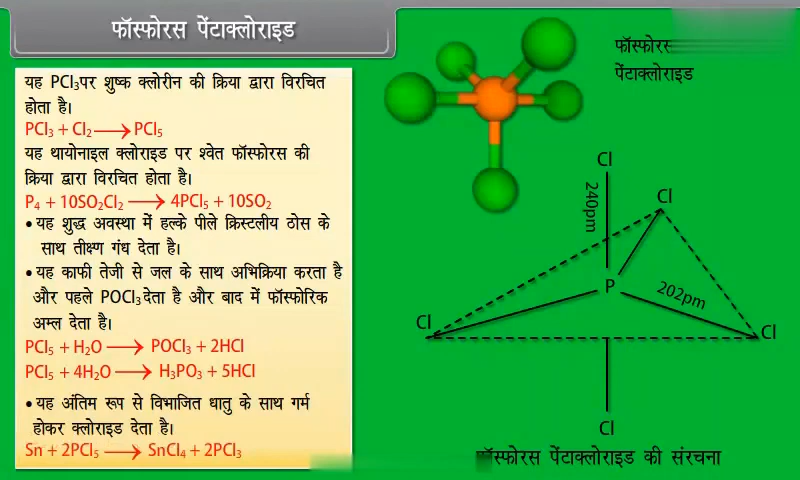 फॉस्फोरस पेंटाक्लोराइड
यह PCl₃पर शुष्क क्लोरीन की क्रिया द्वारा विरचित
होता है।
PCl₃ + Cl₂ ⟶ PCl₅
यह थायोनाइल क्लोराइड पर श्वेत फॉस्फोरस की
क्रिया द्वारा विरचित होता है।
P₄ + 10SO₂Cl₂ ⟶ 4PCl₅ + 10SO₂
• यह शुद्ध अवस्था में हल्के पीले क्रिस्टलीय ठोस के
साथ तीक्ष्ण गंध देता है।
• यह काफी तेजी से जल के साथ अभिक्रिया करता है
और पहले POCl₃देता है और बाद में फॉस्फोरिक
अम्ल देता है।
PCl₅ + H₂O ⟶ POCl₃ + 2HCl
PCl₅ + 4H₂O ⟶ H₃PO₃ + 5HCl
• यह अंतिम रूप से विभाजित धातु के साथ गर्म
होकर क्लोराइड देता है।
Sn + 2PCl₅ ⟶ SnCl₄ + 2PCl₃
फॉस्फोरस
पेंटाक्लोराइड
Cl
240pm
Cl
P
202pm
Cl
Cl
Cl
फॉस्फोरस पेंटाक्लोराइड की संरचना